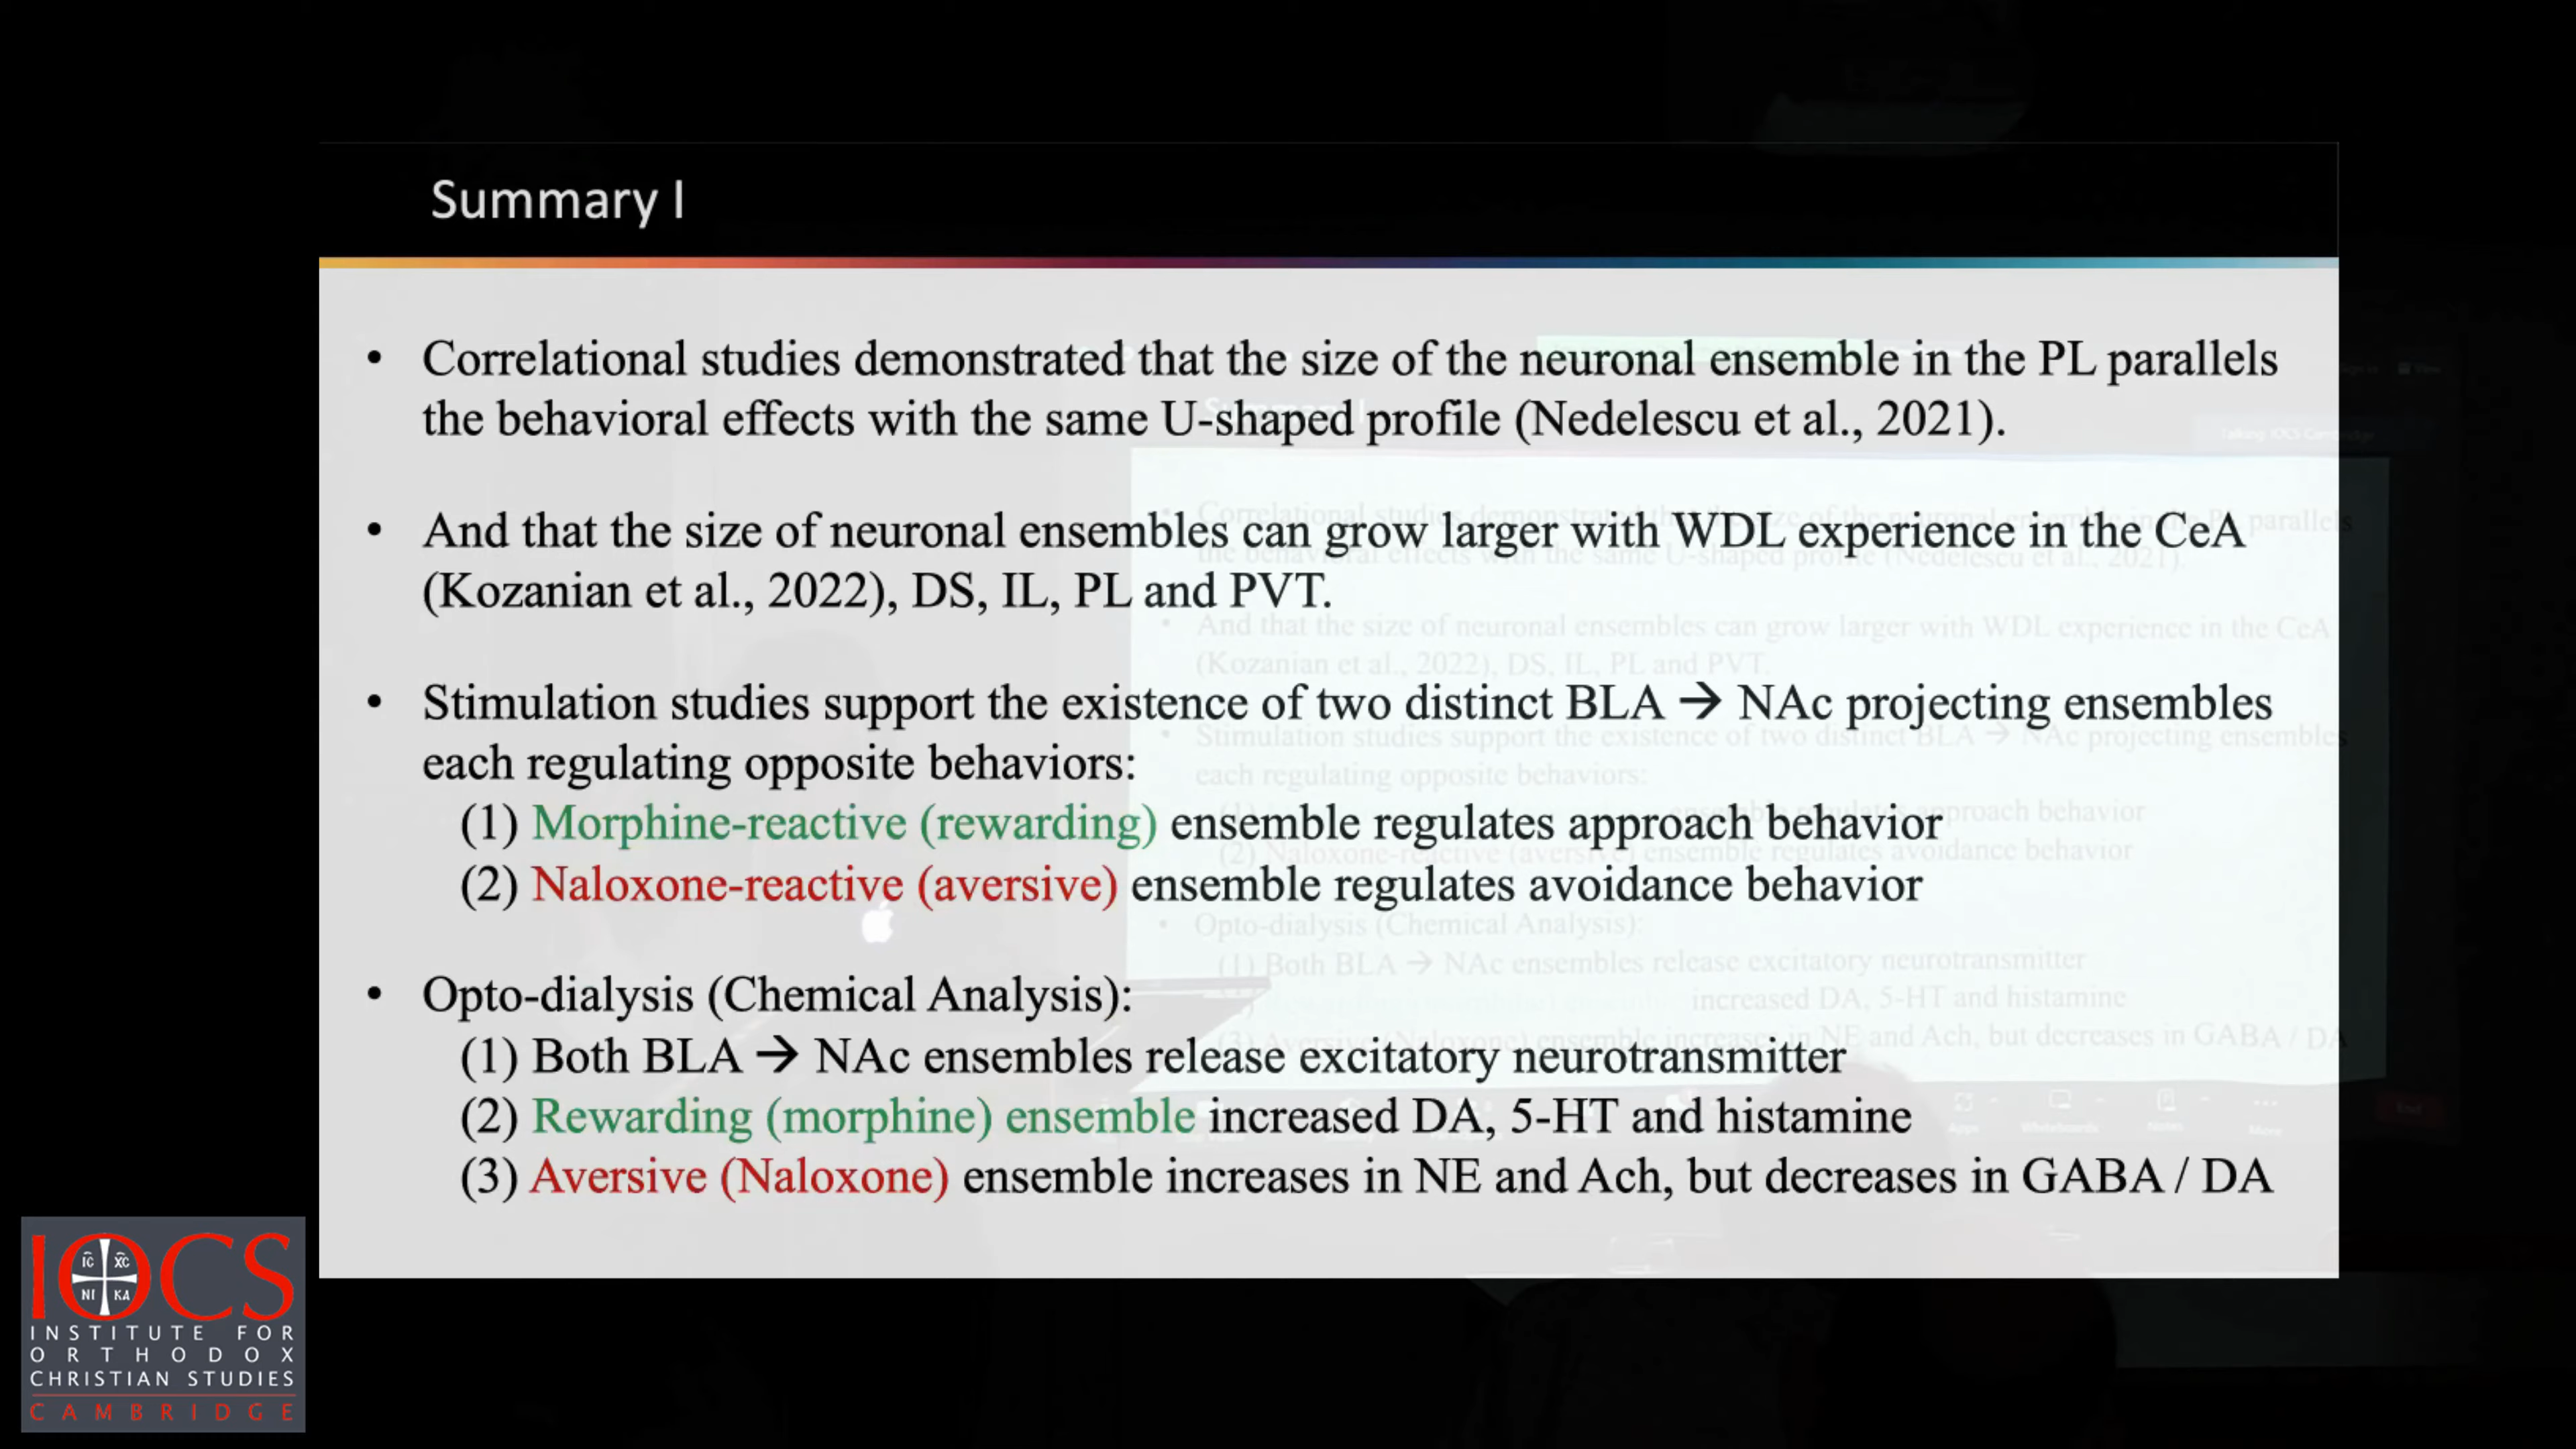 Summary I
• Correlational studies demonstrated that the size of the neuronal ensemble in the PL parallels
the behavioral effects with the same U-shaped profile (Nedelescu et al., 2021).
• And that the size of neuronal ensembles can grow larger with WDL experience in the CeA
(Kozanian et al., 2022), DS, IL, PL and PVT.
• Stimulation studies support the existence of two distinct BLA → NAc projecting ensembles
each regulating opposite behaviors:
(1) Morphine-reactive (rewarding) ensemble regulates approach behavior
(2) Naloxone-reactive (aversive) ensemble regulates avoidance behavior
• Opto-dialysis (Chemical Analysis):
(1) Both BLA → NAc ensembles release excitatory neurotransmitter
(2) Rewarding (morphine) ensemble increased DA, 5-HT and histamine
(3) Aversive (Naloxone) ensemble increases in NE and Ach, but decreases in GABA / DA
IOCS
IC XC
NI KA
INSTITUTE FOR
ORTHODOX
CHRISTIAN STUDIES
CAMBRIDGE